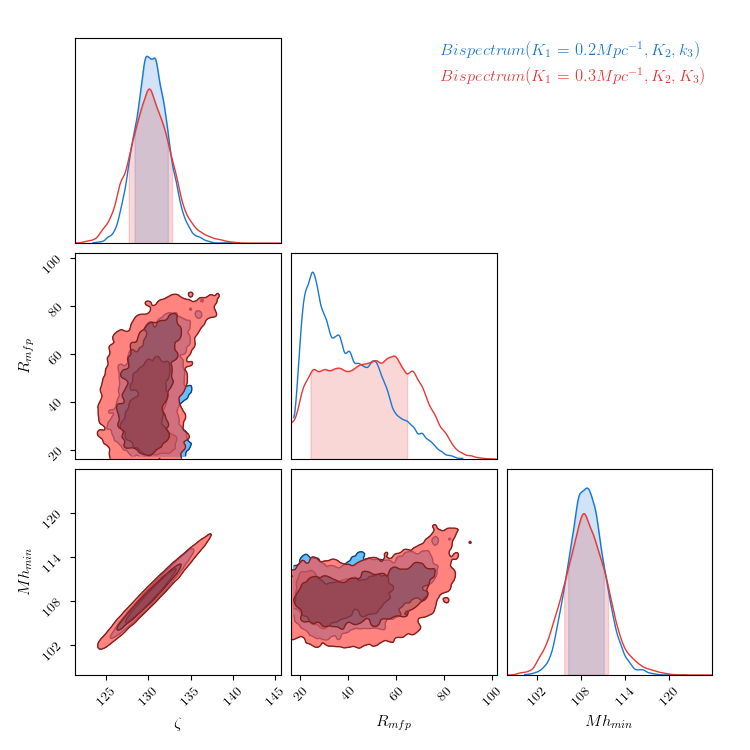 Bispectrum(K₁ = 0.2Mpc⁻¹, K₂, k₃)
Bispectrum(K₁ = 0.3Mpc⁻¹, K₂, K₃)
100
80
60
40
20
R_mfp
120
114
108
102
Mh_min
125 130 135 140 145
ζ
20 40 60 80 100
R_mfp
102 108 114 120
Mh_min